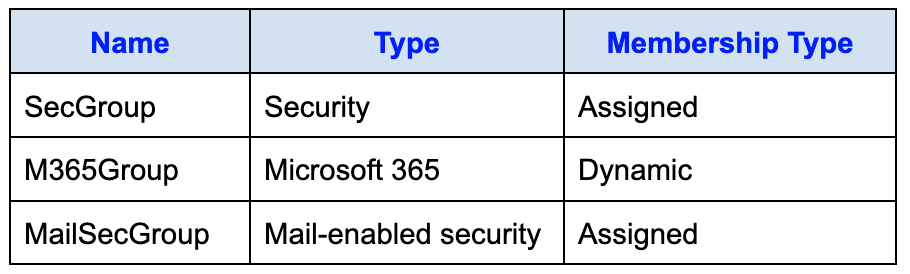 Name Type Membership Type
SecGroup Security Assigned
M365Group Microsoft 365 Dynamic
MailSecGroup Mail-enabled security Assigned